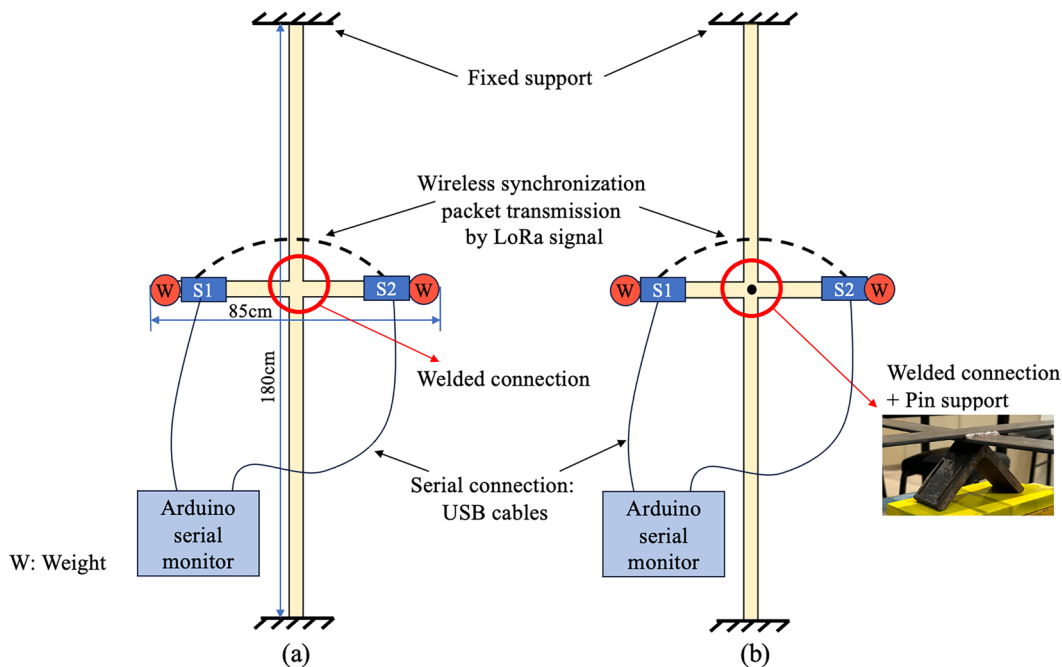 Fixed support
Wireless synchronization
packet transmission
by LoRa signal
W
S1
S2
W
85cm
180cm
Welded connection
W
S1
S2
W
Welded connection
+ Pin support
Serial connection:
USB cables
Arduino
serial
monitor
Arduino
serial
monitor
W: Weight
(a)
(b)